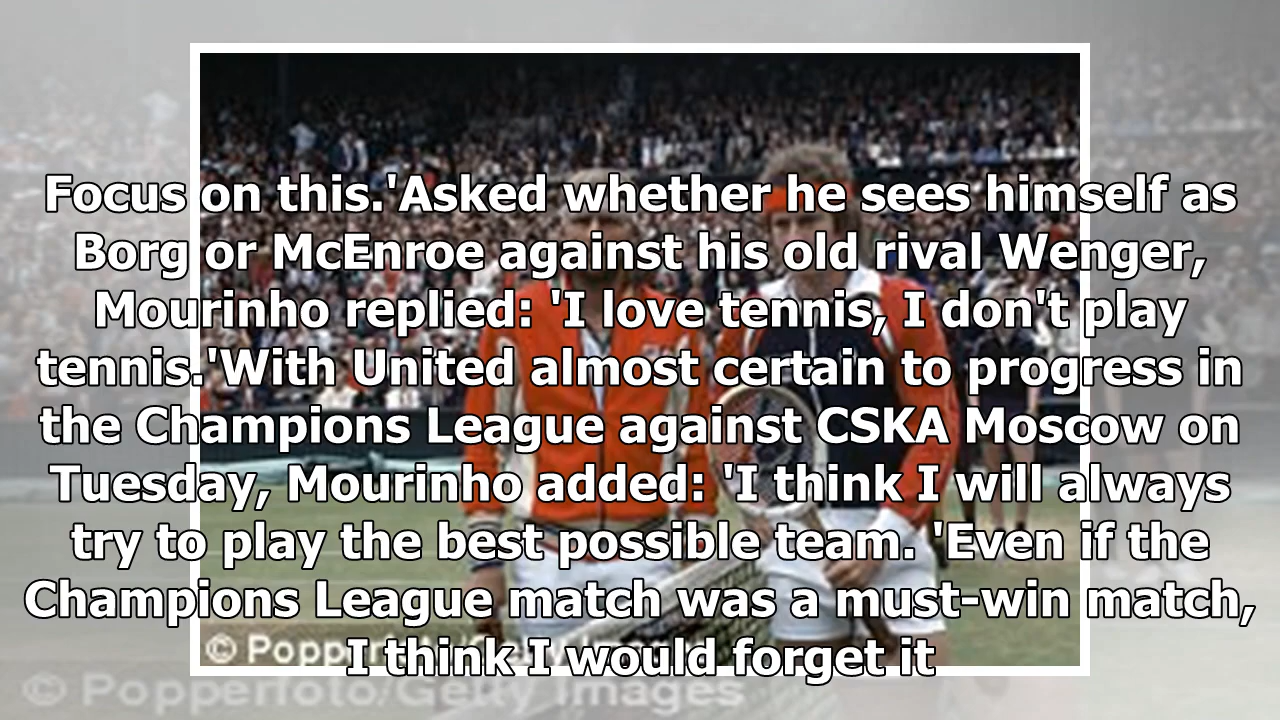 Focus on this.'Asked whether he sees himself as
Borg or McEnroe against his old rival Wenger,
Mourinho replied: 'I love tennis, I don't play
tennis.'With United almost certain to progress in
the Champions League against CSKA Moscow on
Tuesday, Mourinho added: 'I think I will always
try to play the best possible team. 'Even if the
Champions League match was a must-win match,
I think I would forget it
© Popperfoto/Getty Images